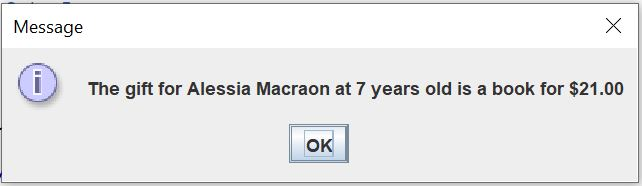 Message
The gift for Alessia Macraon at 7 years old is a book for $21.00
OK